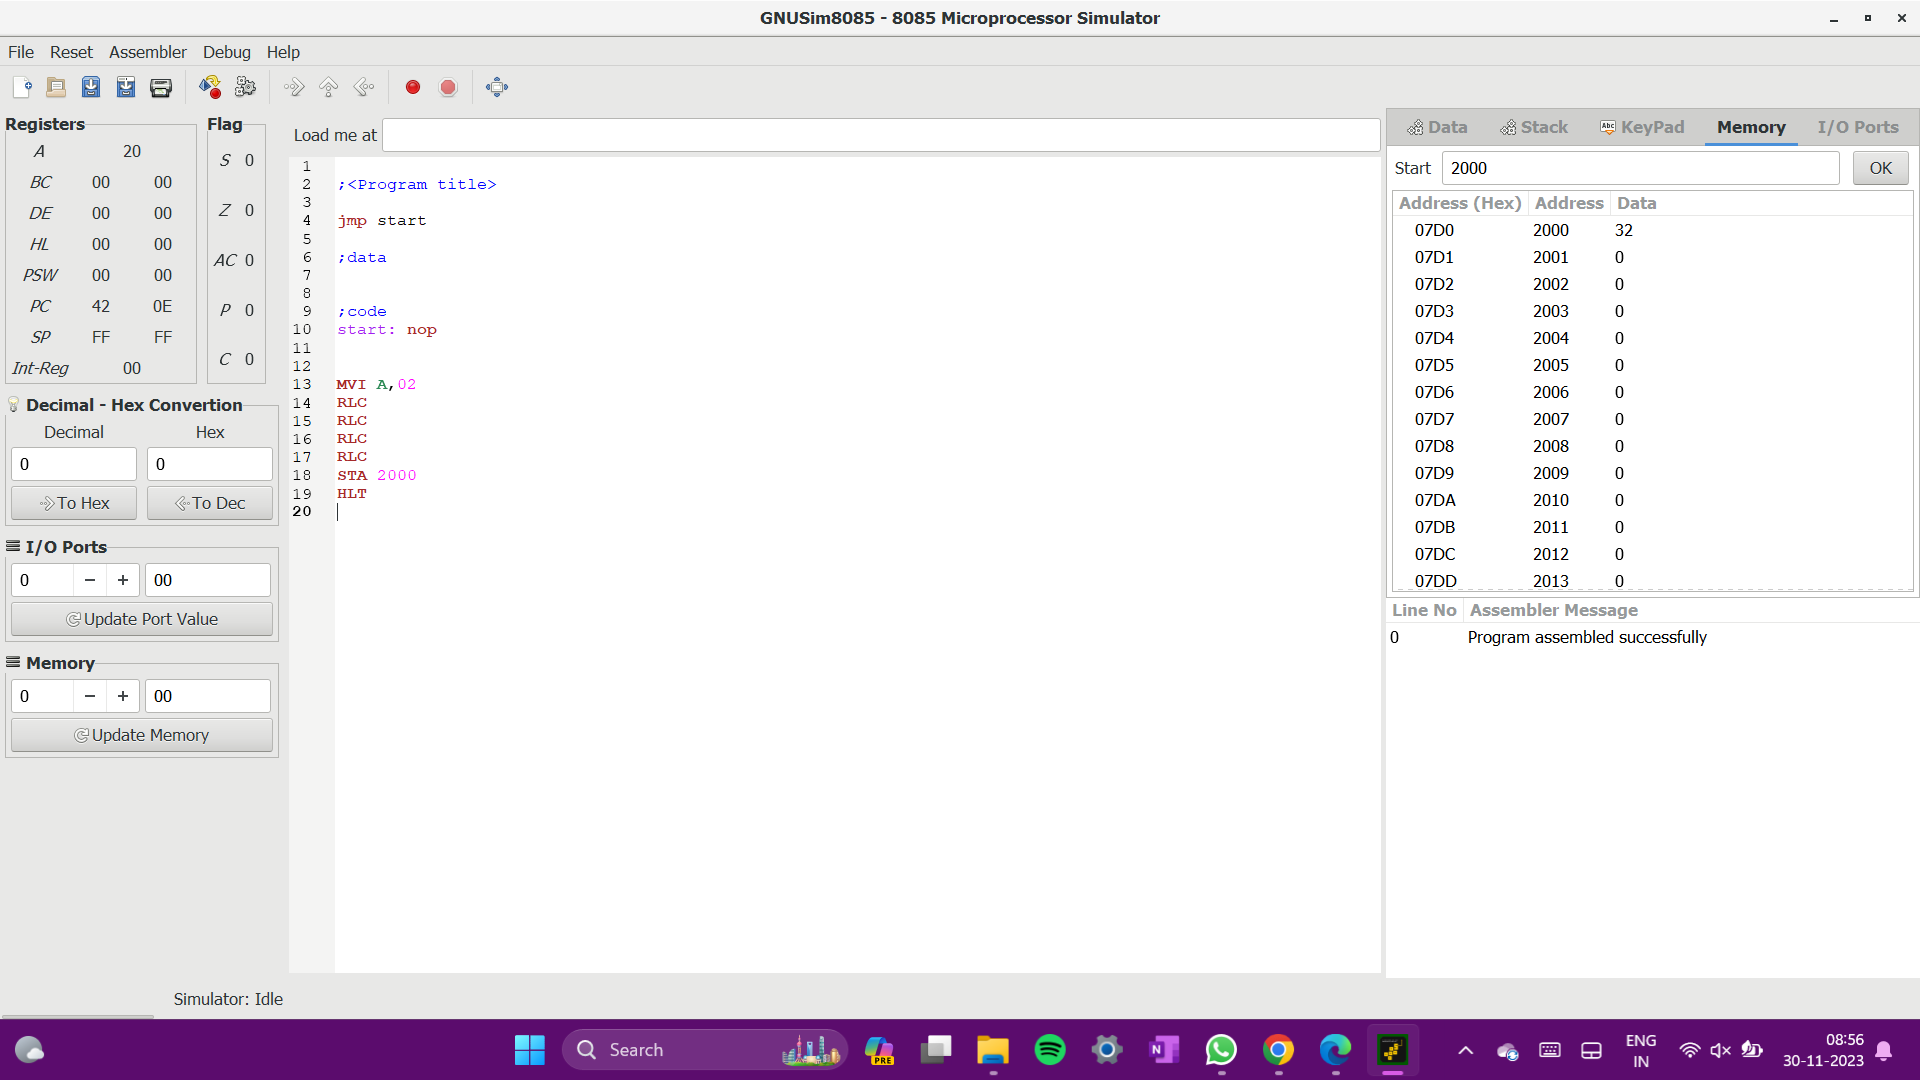 GNUSim8085 - 8085 Microprocessor Simulator
File Reset Assembler Debug Help
Registers
A 20
BC 00 00
DE 00 00
HL 00 00
PSW 00 00
PC 42 0E
SP FF FF
Int-Reg 00
Flag
S 0
Z 0
AC 0
P 0
C 0
Decimal - Hex Convertion
Decimal Hex
0 0
To Hex To Dec
I/O Ports
0 − + 00
Update Port Value
Memory
0 − + 00
Update Memory
Load me at
1
2 ;<Program title>
3
4 jmp start
5
6 ;data
7
8
9 ;code
10 start: nop
11
12
13 MVI A,02
14 RLC
15 RLC
16 RLC
17 RLC
18 STA 2000
19 HLT
20
Data Stack Abc KeyPad Memory I/O Ports
Start 2000 OK
Address (Hex) Address Data
07D0 2000 32
07D1 2001 0
07D2 2002 0
07D3 2003 0
07D4 2004 0
07D5 2005 0
07D6 2006 0
07D7 2007 0
07D8 2008 0
07D9 2009 0
07DA 2010 0
07DB 2011 0
07DC 2012 0
07DD 2013 0
Line No Assembler Message
0 Program assembled successfully
Simulator: Idle
Search
PRE
N
ENG
IN
08:56
30-11-2023